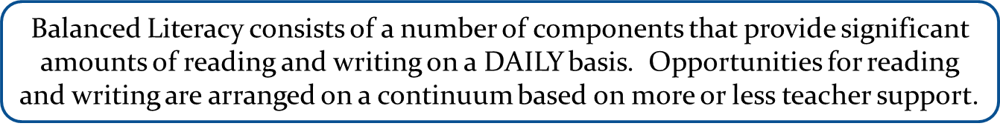 Balanced Literacy consists of a number of components that provide significant
amounts of reading and writing on a DAILY basis.   Opportunities for reading
and writing are arranged on a continuum based on more or less teacher support.